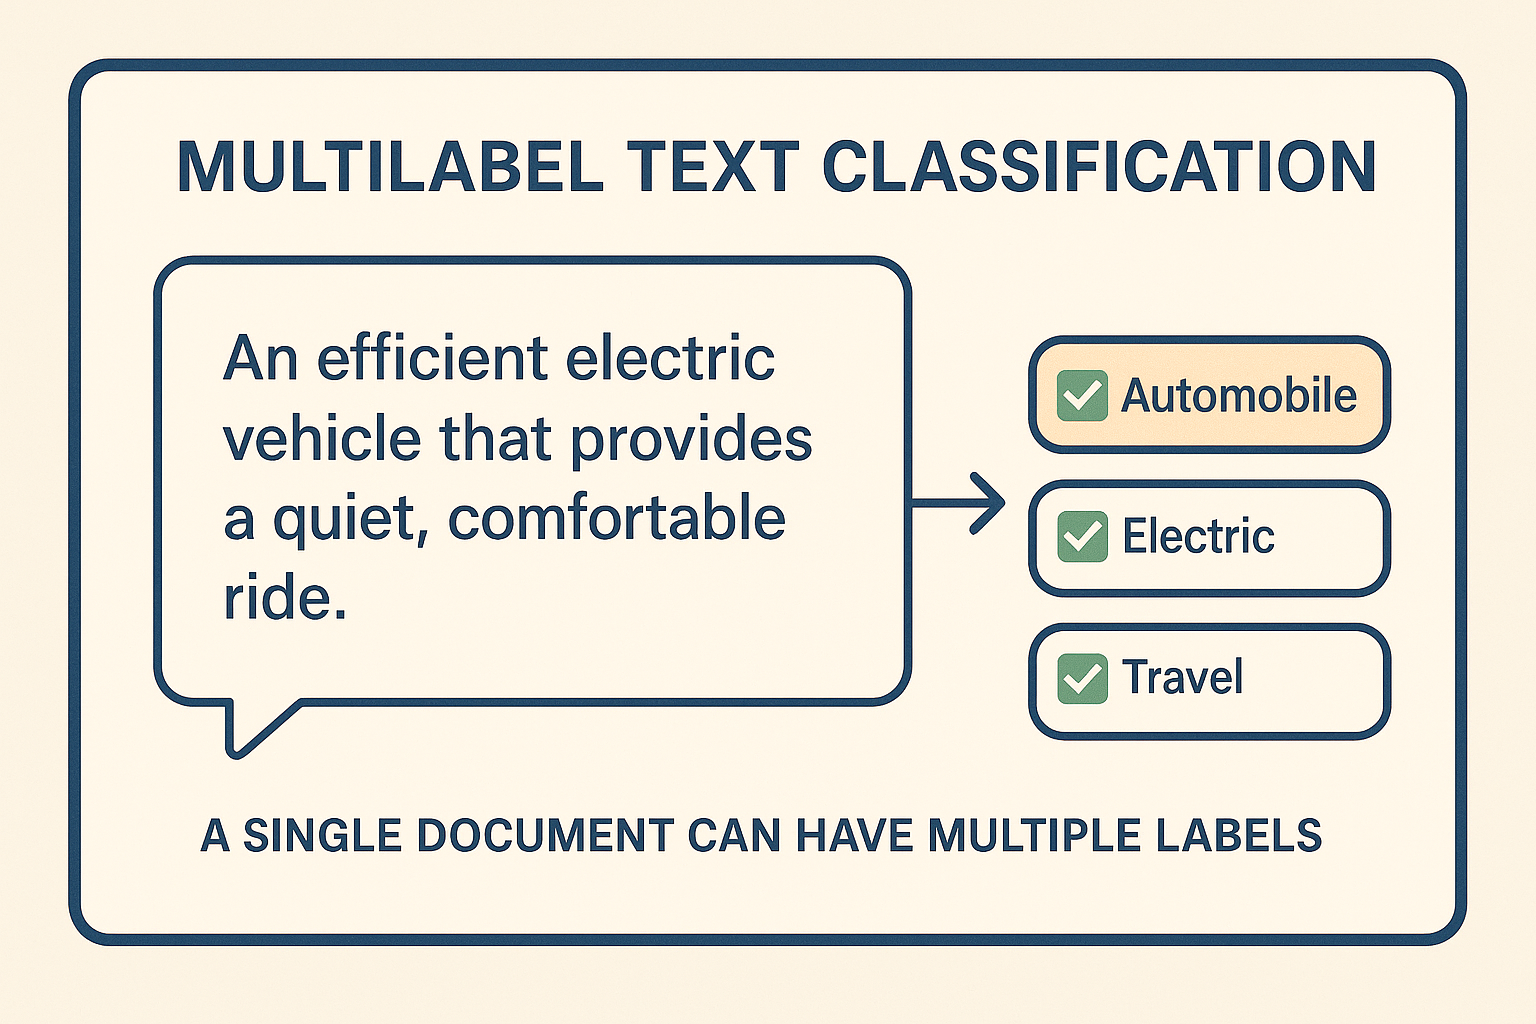 MULTILABEL TEXT CLASSIFICATION
An efficient electric
vehicle that provides
a quiet, comfortable
ride.
Automobile
Electric
Travel
A SINGLE DOCUMENT CAN HAVE MULTIPLE LABELS